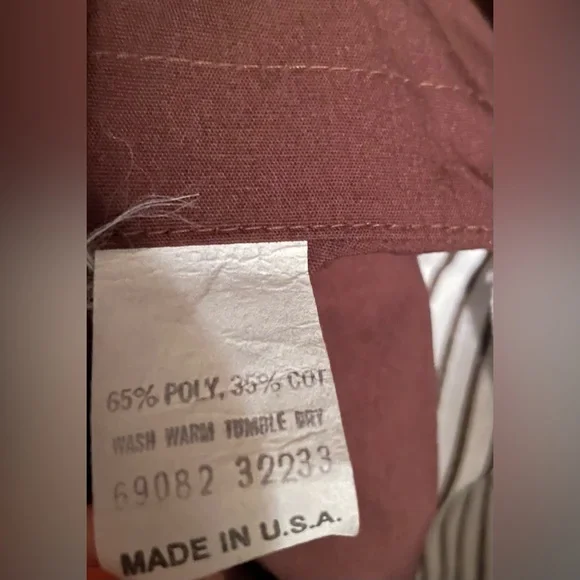 65% POLY, 35% COT
WASH WARM TUMBLE DRY
69082 32233
MADE IN U.S.A.